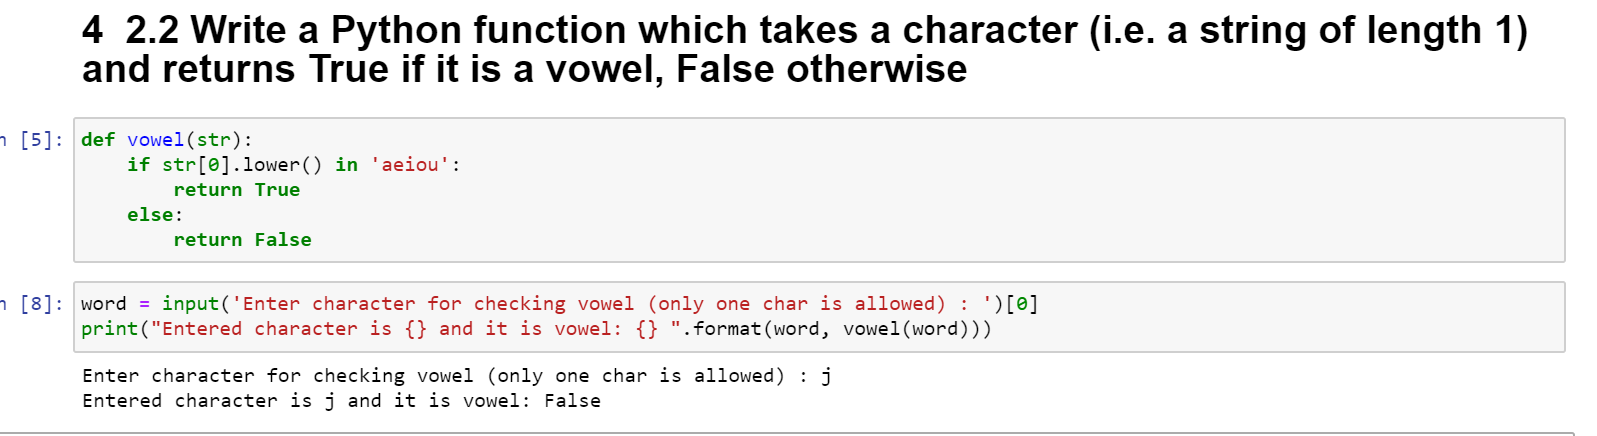 4 2.2 Write a Python function which takes a character (i.e. a string of length 1)
and returns True if it is a vowel, False otherwise
n [5]:
def vowel(str):
    if str[0].lower() in 'aeiou':
        return True
    else:
        return False
n [8]:
word = input('Enter character for checking vowel (only one char is allowed) : ')[0]
print("Entered character is {} and it is vowel: {} ".format(word, vowel(word)))
Enter character for checking vowel (only one char is allowed) : j
Entered character is j and it is vowel: False